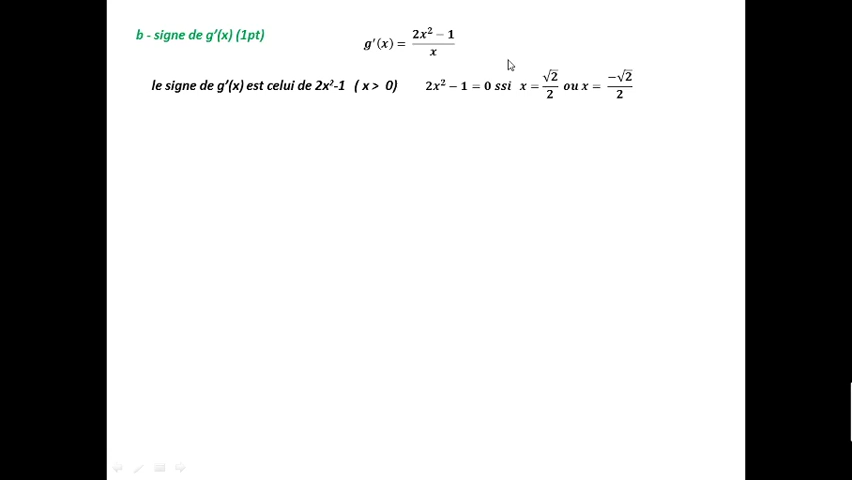 b - signe de g’(x) (1pt) g′(x) = (2x² − 1)/x
le signe de g’(x) est celui de 2x²-1 ( x > 0) 2x² − 1 = 0 ssi x = √2/2 ou x = −√2/2